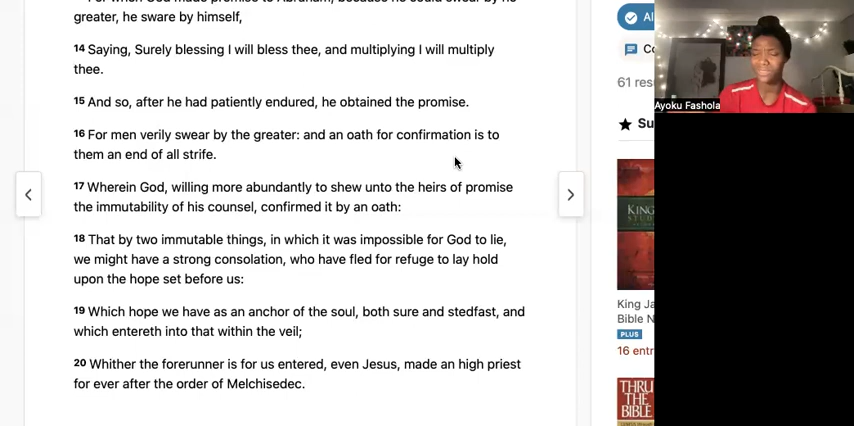 greater, he sware by himself,
14 Saying, Surely blessing I will bless thee, and multiplying I will multiply
thee.
15 And so, after he had patiently endured, he obtained the promise.
16 For men verily swear by the greater: and an oath for confirmation is to
them an end of all strife.
17 Wherein God, willing more abundantly to shew unto the heirs of promise
the immutability of his counsel, confirmed it by an oath:
18 That by two immutable things, in which it was impossible for God to lie,
we might have a strong consolation, who have fled for refuge to lay hold
upon the hope set before us:
19 Which hope we have as an anchor of the soul, both sure and stedfast, and
which entereth into that within the veil;
20 Whither the forerunner is for us entered, even Jesus, made an high priest
for ever after the order of Melchisedec.
Al
Co
61 res
Su
KING
King Ja
Bible N
PLUS
16 entr
THRU
THE
BIBLE
Ayoku Fashola